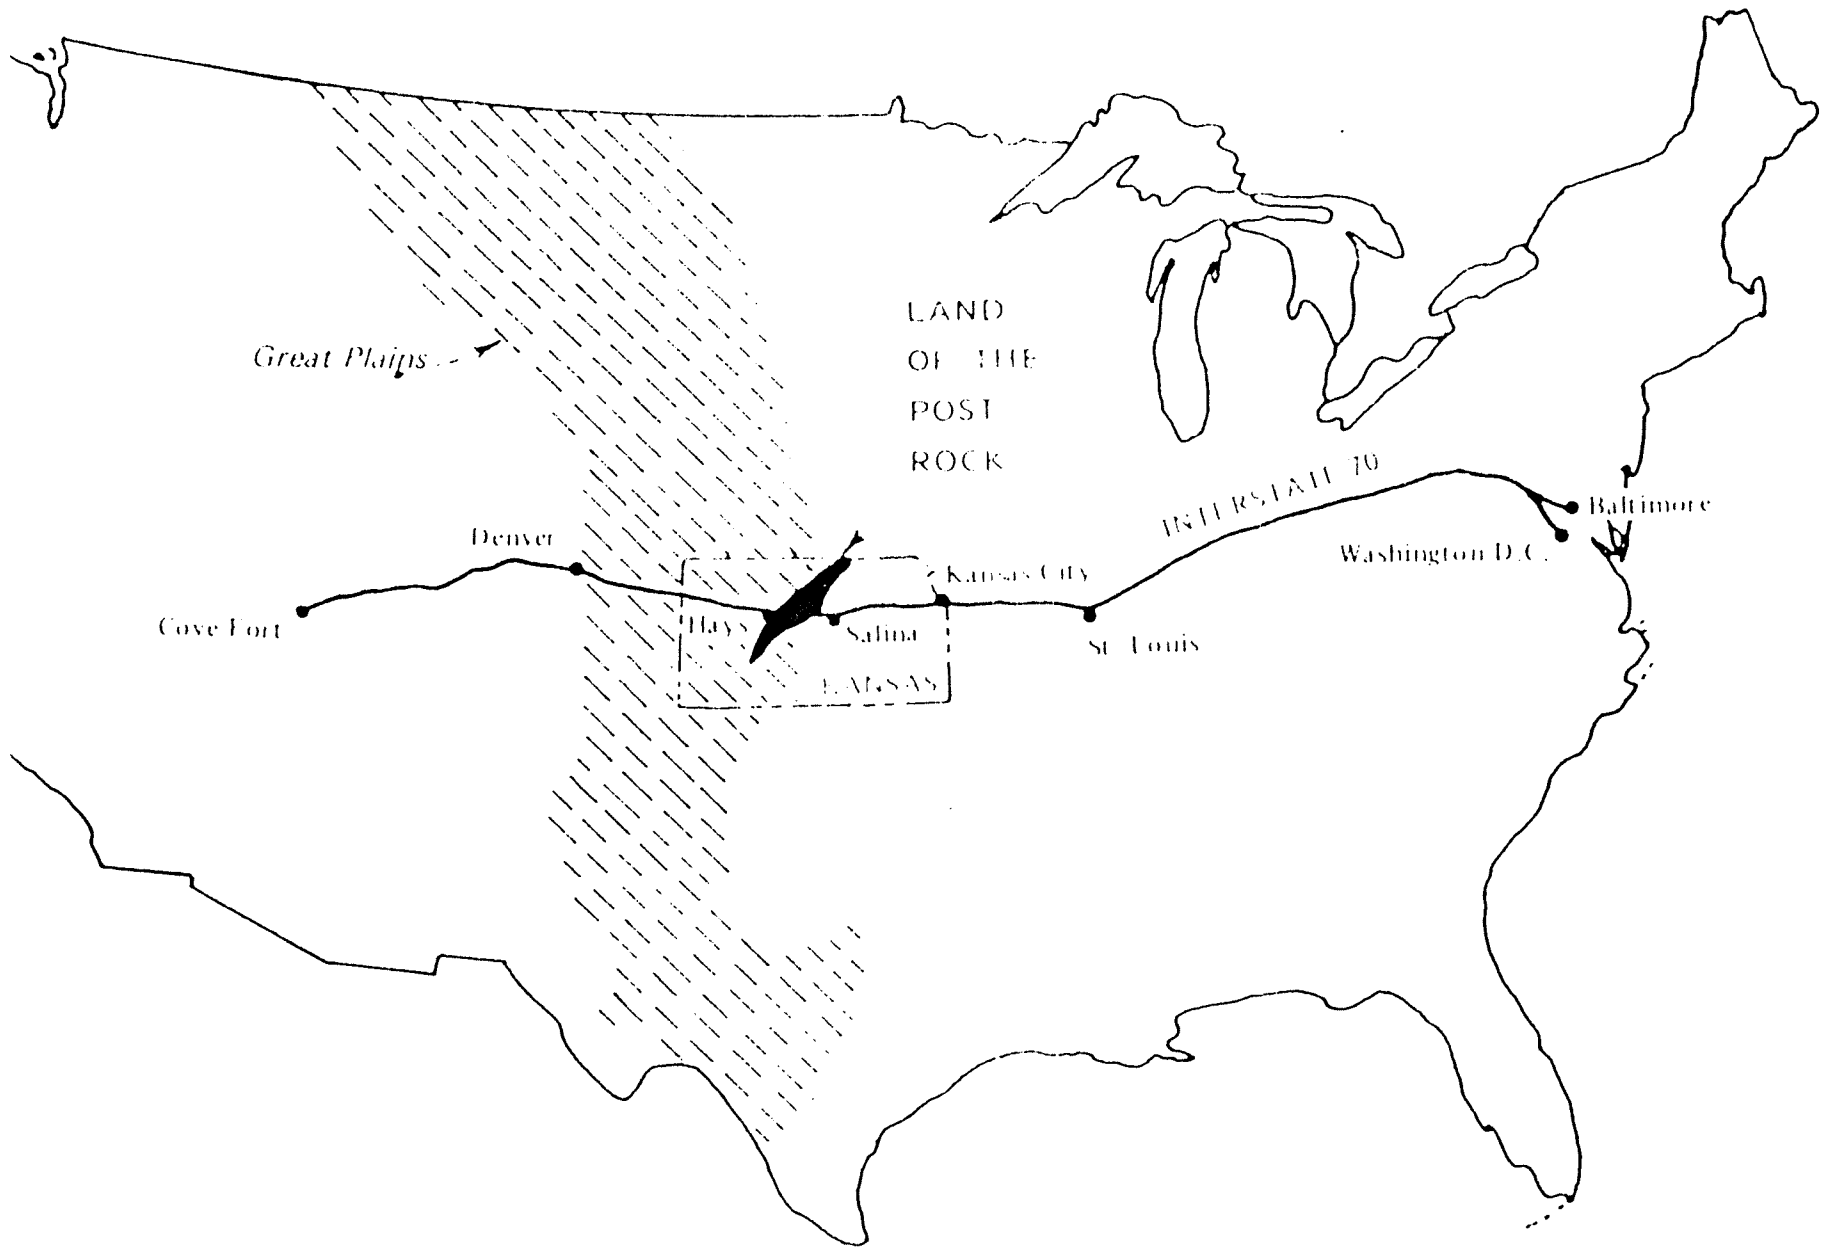 LAND
OF THE
Great Plains
POST
ROCK
INTERSTATE 70
Baltimore
Denver
Washington D.C.
Kansas City
Cove Fort
Hays
Salina
St. Louis
KANSAS